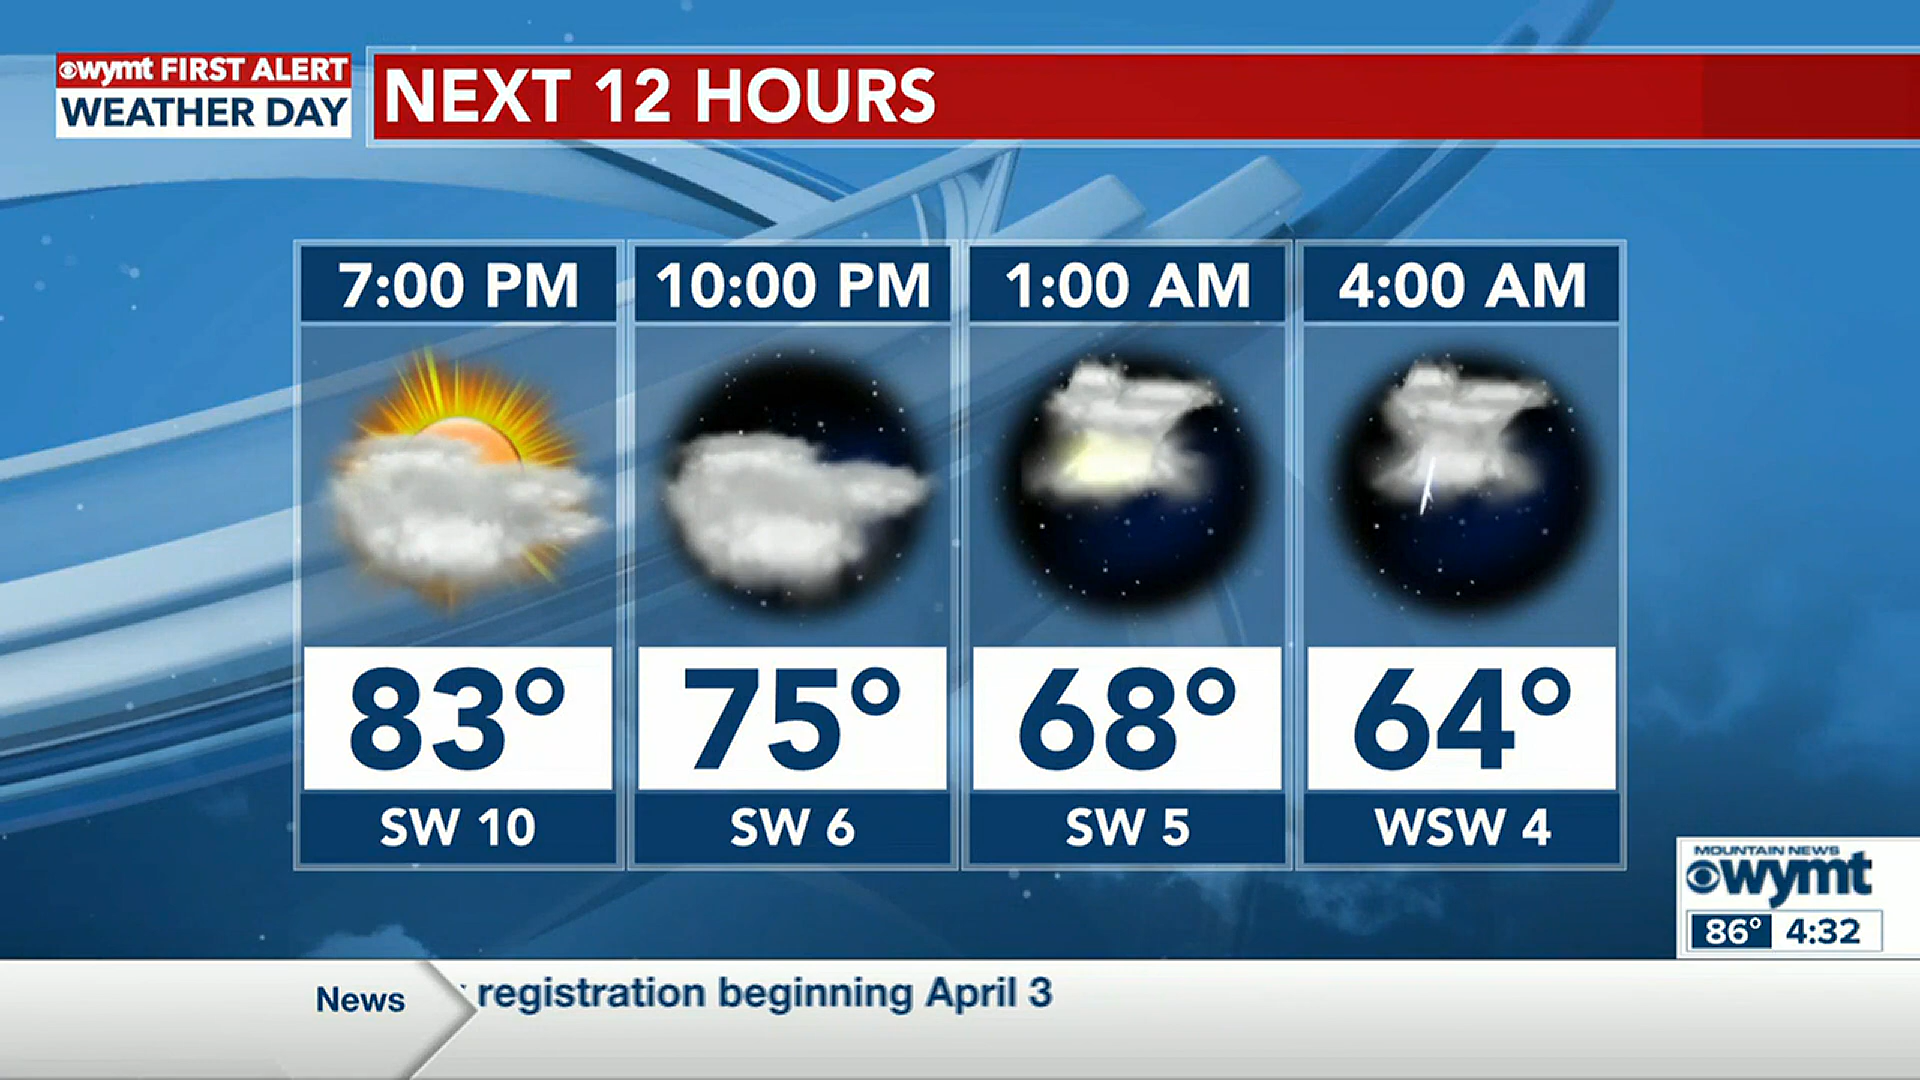 wymt FIRST ALERT
WEATHER DAY
NEXT 12 HOURS
7:00 PM
10:00 PM
1:00 AM
4:00 AM
83°
75°
68°
64°
SW 10
SW 6
SW 5
WSW 4
MOUNTAIN NEWS
wymt
86° 4:32
News
registration beginning April 3